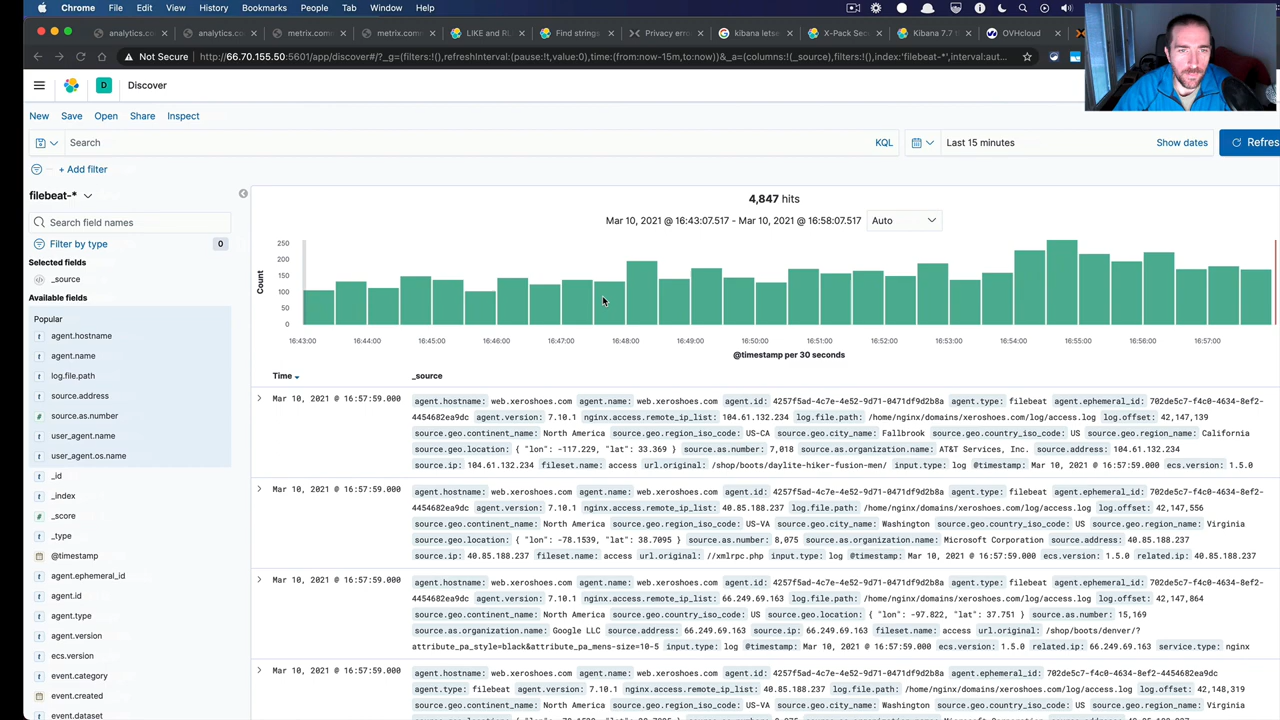 Chrome File Edit View History Bookmarks People Tab Window Help
analytics.c analytics.c metrix.com metrix.com LIKE and RL Find strings Privacy erro kibana letse X-Pack Sec Kibana 7.7 OVHcloud
Not Secure http://66.70.155.50:5601/app/discover#/?_g=(filters:!(),refreshInterval:(pause:!t,value:0),time:(from:now-15m,to:now))&_a=(columns:!(_source),filters:!(),index:'filebeat-*',interval:aut...
D Discover
New Save Open Share Inspect
Search KQL Last 15 minutes Show dates Refres
+ Add filter
filebeat-*
Search field names
Filter by type 0
Selected fields
_source
Available fields
Popular
t agent.hostname
t agent.name
t log.file.path
t source.address
# source.as.number
t user_agent.name
t user_agent.os.name
t _id
t _index
# _score
t _type
@timestamp
t agent.ephemeral_id
t agent.id
t agent.type
t agent.version
t ecs.version
t event.category
event.created
t event.dataset
4,847 hits
Mar 10, 2021 @ 16:43:07.517 - Mar 10, 2021 @ 16:58:07.517 Auto
250
200
150
100
50
0
Count
16:43:00 16:44:00 16:45:00 16:46:00 16:47:00 16:48:00 16:49:00 16:50:00 16:51:00 16:52:00 16:53:00 16:54:00 16:55:00 16:56:00 16:57:00
@timestamp per 30 seconds
Time _source
Mar 10, 2021 @ 16:57:59.000 agent.hostname: web.xeroshoes.com agent.name: web.xeroshoes.com agent.id: 4257f5ad-4c7e-4e52-9d71-0471df9d2b8a agent.type: filebeat agent.ephemeral_id: 702de5c7-f4c0-4634-8ef2-
4454682ea9dc agent.version: 7.10.1 nginx.access.remote_ip_list: 104.61.132.234 log.file.path: /home/nginx/domains/xeroshoes.com/log/access.log log.offset: 42,147,139
source.geo.continent_name: North America source.geo.region_iso_code: US-CA source.geo.city_name: Fallbrook source.geo.country_iso_code: US source.geo.region_name: California
source.geo.location: { "lon": -117.229, "lat": 33.369 } source.as.number: 7,018 source.as.organization.name: AT&T Services, Inc. source.address: 104.61.132.234
source.ip: 104.61.132.234 fileset.name: access url.original: /shop/boots/daylite-hiker-fusion-men/ input.type: log @timestamp: Mar 10, 2021 @ 16:57:59.000 ecs.version: 1.5.0
Mar 10, 2021 @ 16:57:59.000 agent.hostname: web.xeroshoes.com agent.name: web.xeroshoes.com agent.id: 4257f5ad-4c7e-4e52-9d71-0471df9d2b8a agent.type: filebeat agent.ephemeral_id: 702de5c7-f4c0-4634-8ef2-
4454682ea9dc agent.version: 7.10.1 nginx.access.remote_ip_list: 40.85.188.237 log.file.path: /home/nginx/domains/xeroshoes.com/log/access.log log.offset: 42,147,556
source.geo.continent_name: North America source.geo.region_iso_code: US-VA source.geo.city_name: Washington source.geo.country_iso_code: US source.geo.region_name: Virginia
source.geo.location: { "lon": -78.1539, "lat": 38.7095 } source.as.number: 8,075 source.as.organization.name: Microsoft Corporation source.address: 40.85.188.237
source.ip: 40.85.188.237 fileset.name: access url.original: //xmlrpc.php input.type: log @timestamp: Mar 10, 2021 @ 16:57:59.000 ecs.version: 1.5.0 related.ip: 40.85.188.237
Mar 10, 2021 @ 16:57:59.000 agent.hostname: web.xeroshoes.com agent.name: web.xeroshoes.com agent.id: 4257f5ad-4c7e-4e52-9d71-0471df9d2b8a agent.type: filebeat agent.ephemeral_id: 702de5c7-f4c0-4634-8ef2-
4454682ea9dc agent.version: 7.10.1 nginx.access.remote_ip_list: 66.249.69.163 log.file.path: /home/nginx/domains/xeroshoes.com/log/access.log log.offset: 42,147,864
source.geo.continent_name: North America source.geo.country_iso_code: US source.geo.location: { "lon": -97.822, "lat": 37.751 } source.as.number: 15,169
source.as.organization.name: Google LLC source.address: 66.249.69.163 source.ip: 66.249.69.163 fileset.name: access url.original: /shop/boots/denver/?
attribute_pa_style=black&attribute_pa_mens-size=10-5 input.type: log @timestamp: Mar 10, 2021 @ 16:57:59.000 ecs.version: 1.5.0 related.ip: 66.249.69.163 service.type: nginx
Mar 10, 2021 @ 16:57:59.000 agent.hostname: web.xeroshoes.com agent.name: web.xeroshoes.com agent.id: 4257f5ad-4c7e-4e52-9d71-0471df9d2b8a agent.ephemeral_id: 702de5c7-f4c0-4634-8ef2-4454682ea9dc
agent.type: filebeat agent.version: 7.10.1 nginx.access.remote_ip_list: 40.85.188.237 log.file.path: /home/nginx/domains/xeroshoes.com/log/access.log log.offset: 42,148,319
source.geo.continent_name: North America source.geo.region_iso_code: US-VA source.geo.city_name: Washington source.geo.country_iso_code: US source.geo.region_name: Virginia